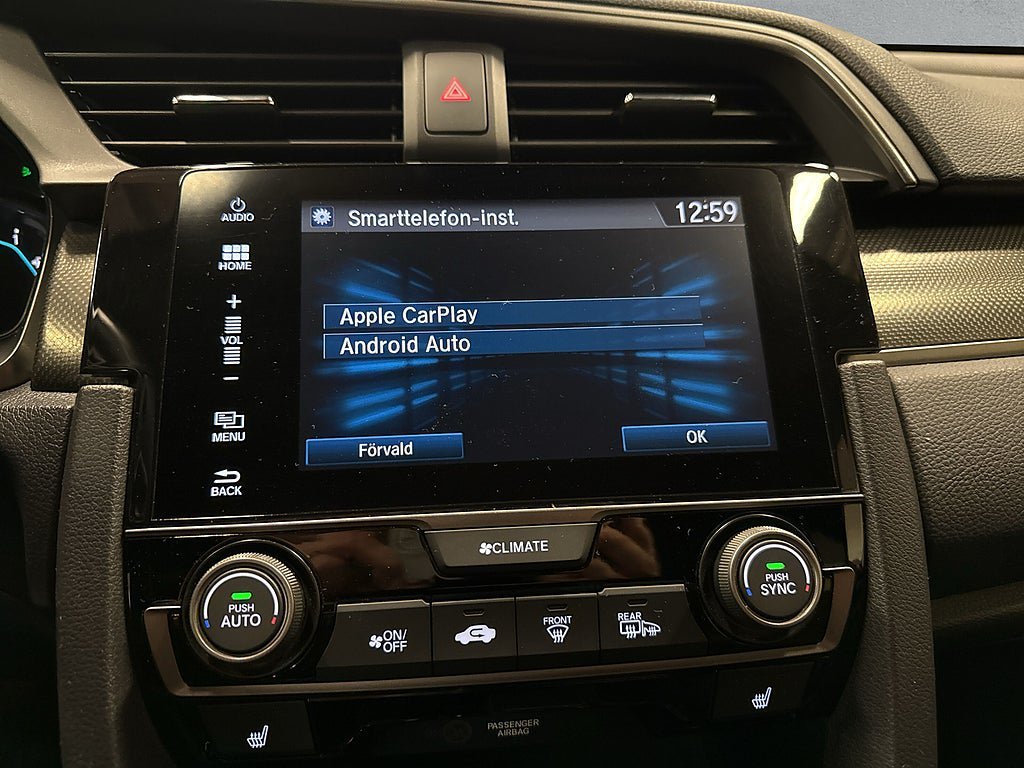 AUDIO
Smarttelefon-inst.
12:59
HOME
+
VOL
-
Apple CarPlay
Android Auto
MENU
Förvald
OK
BACK
CLIMATE
PUSH
AUTO
PUSH
SYNC
ON/
OFF
FRONT
REAR
PASSENGER
AIRBAG